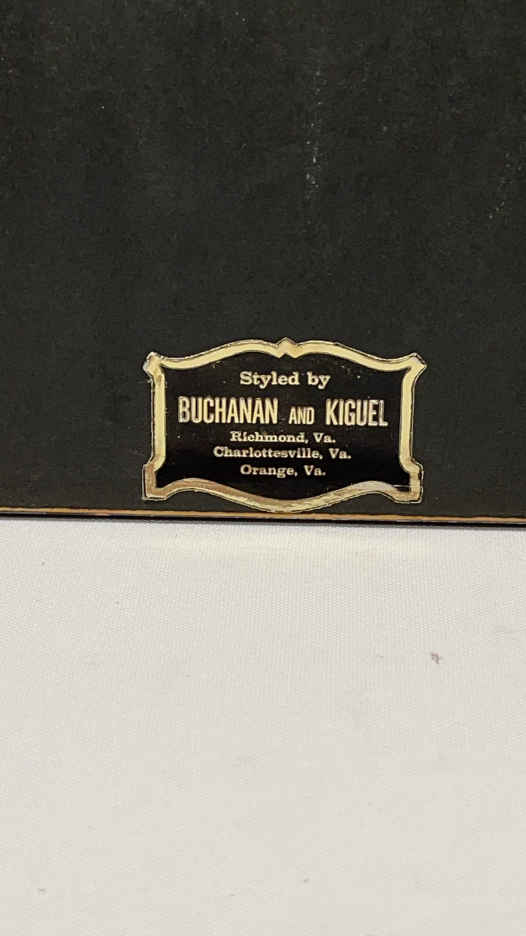 Styled by
BUCHANAN AND KIGUEL
Richmond, Va.
Charlottesville, Va.
Orange, Va.